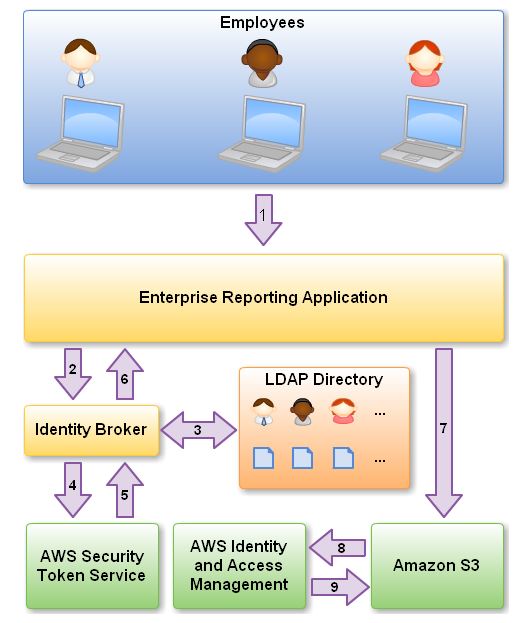 Employees
1
Enterprise Reporting Application
2
6
7
LDAP Directory
...
...
Identity Broker
3
4
5
8
9
AWS Security
Token Service
AWS Identity
and Access
Management
Amazon S3